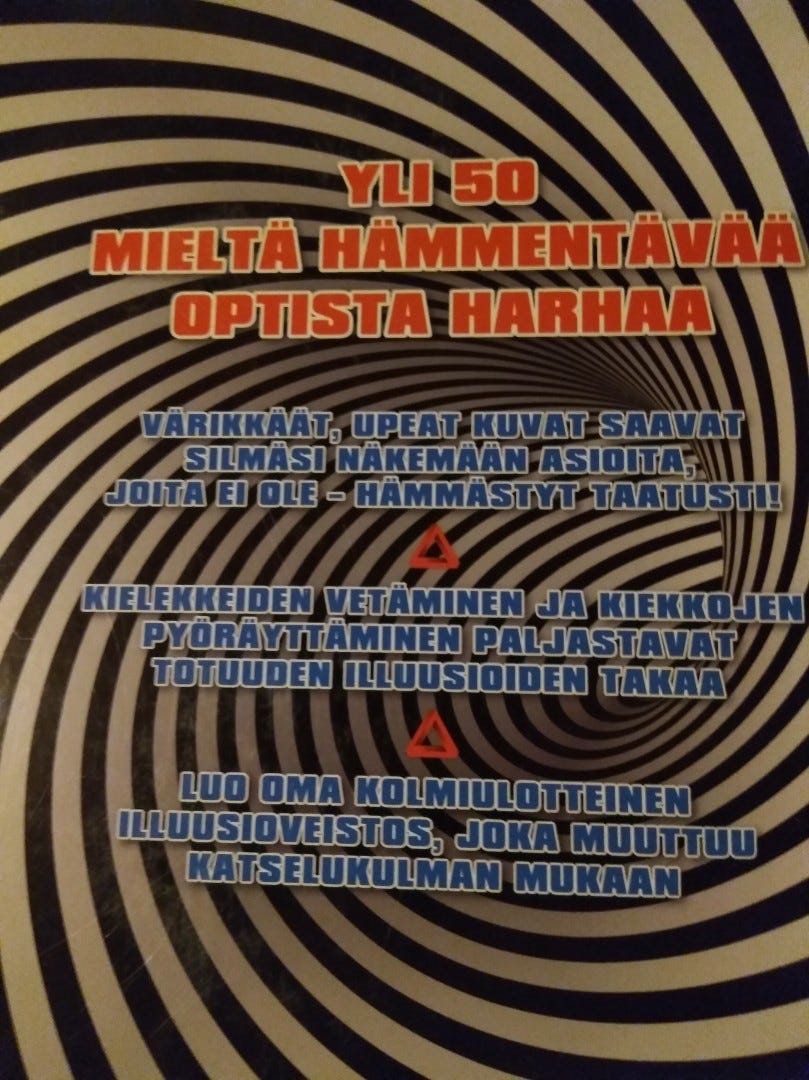 YLI 50
MIELTÄ HÄMMENTÄVÄÄ
OPTISTA HARHAA
VÄRIKKÄÄT, UPEAT KUVAT SAAVAT
SILMÄSI NÄKEMÄÄN ASIOITA,
JOITA EI OLE – HÄMMÄSTYT TAATUSTI!
KIELEKKEIDEN VETÄMINEN JA KIEKKOJEN
PYÖRÄYTTÄMINEN PALJASTAVAT
TOTUUDEN ILLUUSIOIDEN TAKAA
LUO OMA KOLMIULOTTEINEN
ILLUUSIOVEISTOS, JOKA MUUTTUU
KATSELUKULMAN MUKAAN